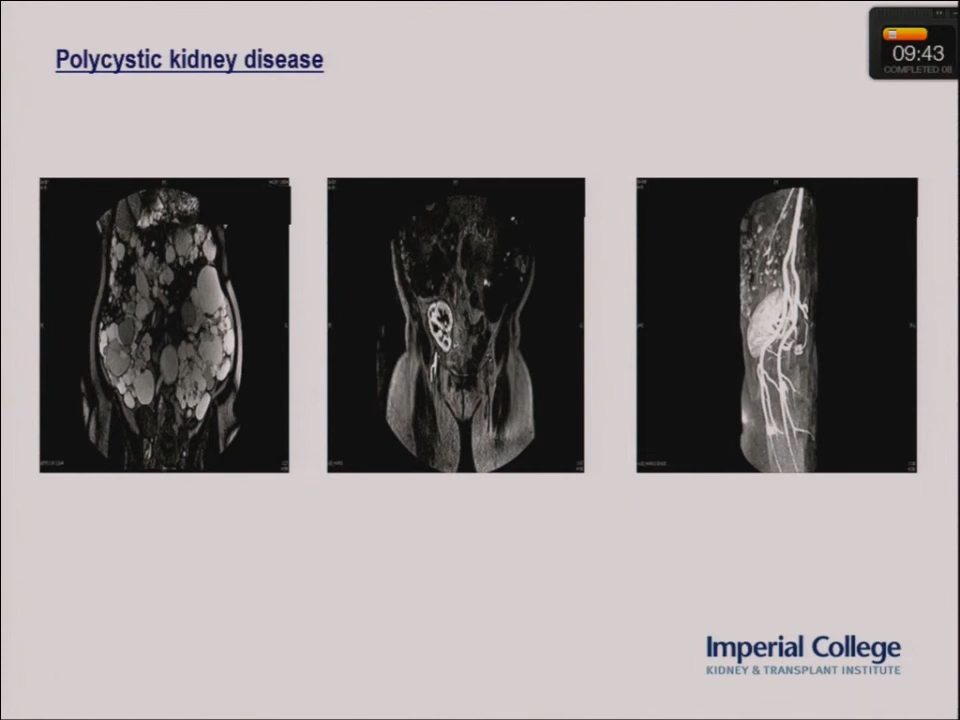 Polycystic kidney disease
09:43
COMPLETED 08
Imperial College
KIDNEY & TRANSPLANT INSTITUTE